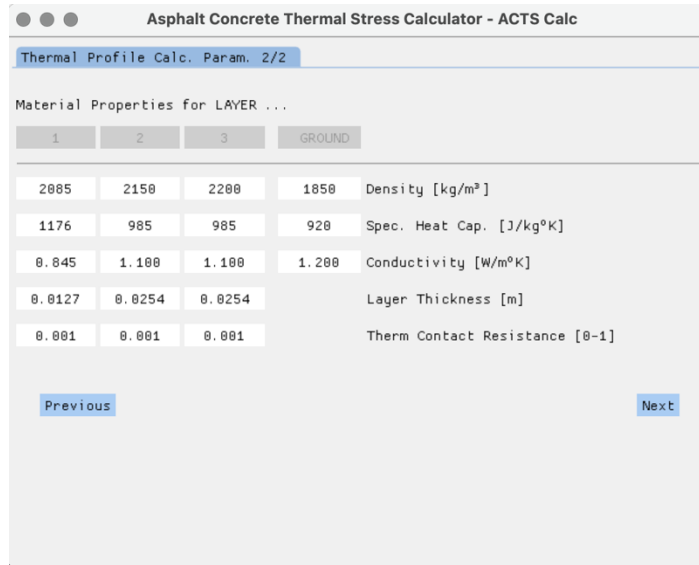 Asphalt Concrete Thermal Stress Calculator - ACTS Calc
Thermal Profile Calc. Param. 2/2
Material Properties for LAYER ...
1 2 3 GROUND
2085 2150 2200 1850 Density [kg/m³]
1176 985 985 920 Spec. Heat Cap. [J/kgºK]
0.845 1.100 1.100 1.200 Conductivity [W/mºK]
0.0127 0.0254 0.0254 Layer Thickness [m]
0.001 0.001 0.001 Therm Contact Resistance [0-1]
Previous Next